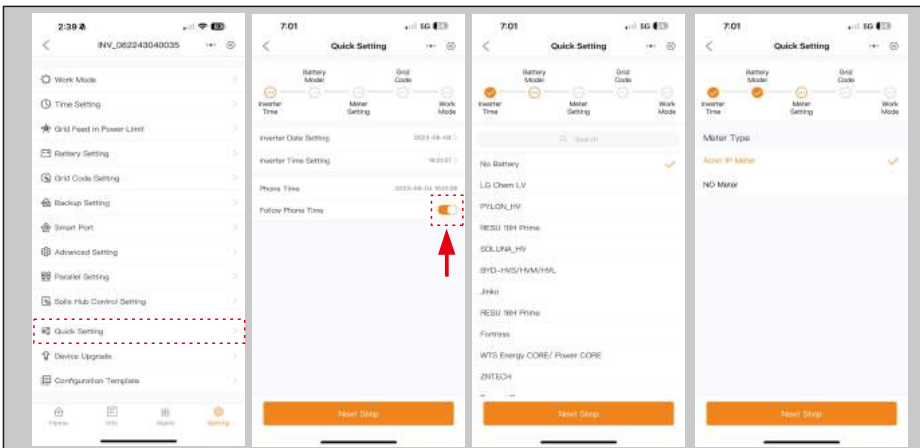 2:39
INV_082243040035
Work Mode
Time Setting
Grid Feed in Power Limit
Battery Setting
Grid Code Setting
Backup Setting
Smart Port
Advanced Setting
Parallel Setting
Solis Hub Control Setting
Quick Setting
Device Upgrade
Configuration Template
Home Info Alarm Setting
7:01 5G
Quick Setting
Battery Model Grid Code
Inverter Time Meter Setting Work Mode
Inverter Date Setting
Inverter Time Setting
Phone Time
Follow Phone Time
Next Step
7:01 5G
Quick Setting
Battery Model Grid Code
Inverter Time Meter Setting Work Mode
Search
No Battery
LG Chem LV
PYLON_HV
RESU 10H Prime
SOLUNA_HV
BYD-HVS/HVM/HVL
Jinko
RESU 16H Prime
Fortress
WTS Energy CORE/ Power CORE
ZNTECH
Next Step
7:01 5G
Quick Setting
Battery Model Grid Code
Inverter Time Meter Setting Work Mode
Meter Type
Acrel 1P Meter
NO Meter
Next Step